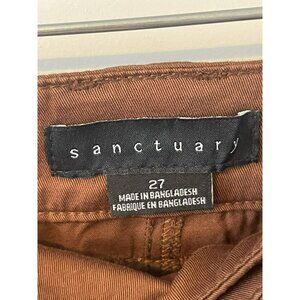 sanctuary
27
MADE IN BANGLADESH
FABRIQUE EN BANGLADESH